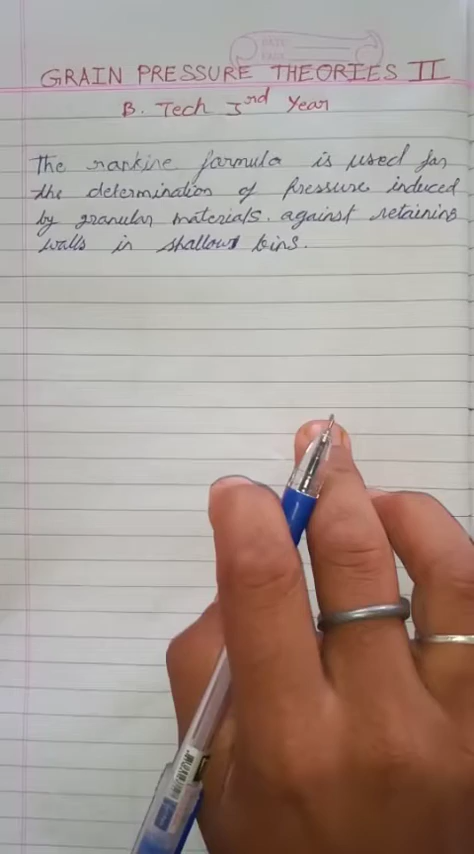 GRAIN PRESSURE THEORIES II
B. Tech 3rd Year
The rankine formula is used for
the determination of Pressure induced
by granular materials. against retaining
walls in shallow bins.